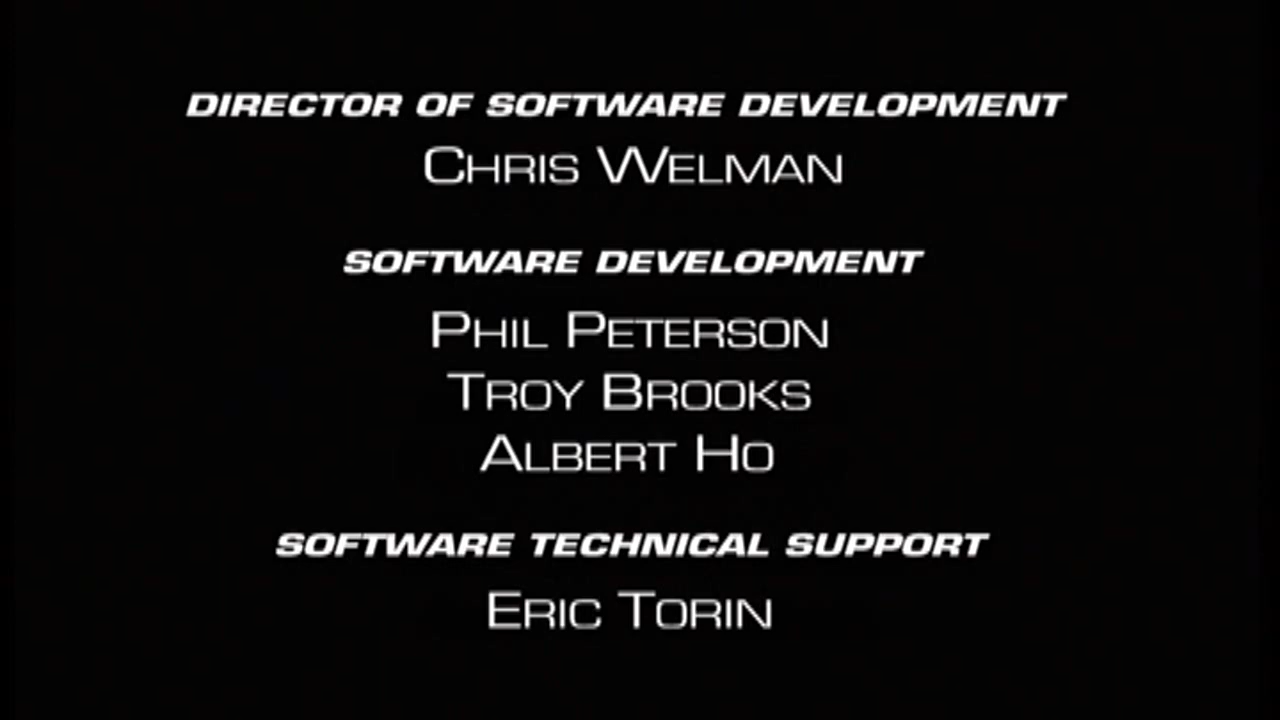 DIRECTOR OF SOFTWARE DEVELOPMENT
CHRIS WELMAN
SOFTWARE DEVELOPMENT
PHIL PETERSON
TROY BROOKS
ALBERT HO
SOFTWARE TECHNICAL SUPPORT
ERIC TORIN